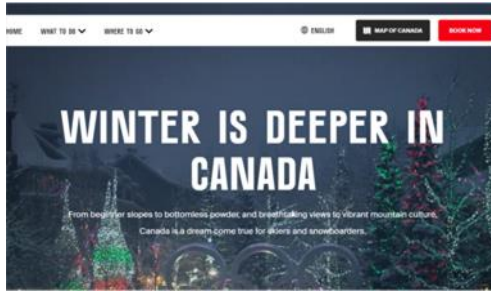 HOME WHAT TO DO WHERE TO GO ENGLISH MAP OF CANADA BOOK NOW
WINTER IS DEEPER IN
CANADA
From beginner slopes to bottomless powder, and breathtaking views to vibrant mountain culture,
Canada is a dream come true for skiers and snowboarders.